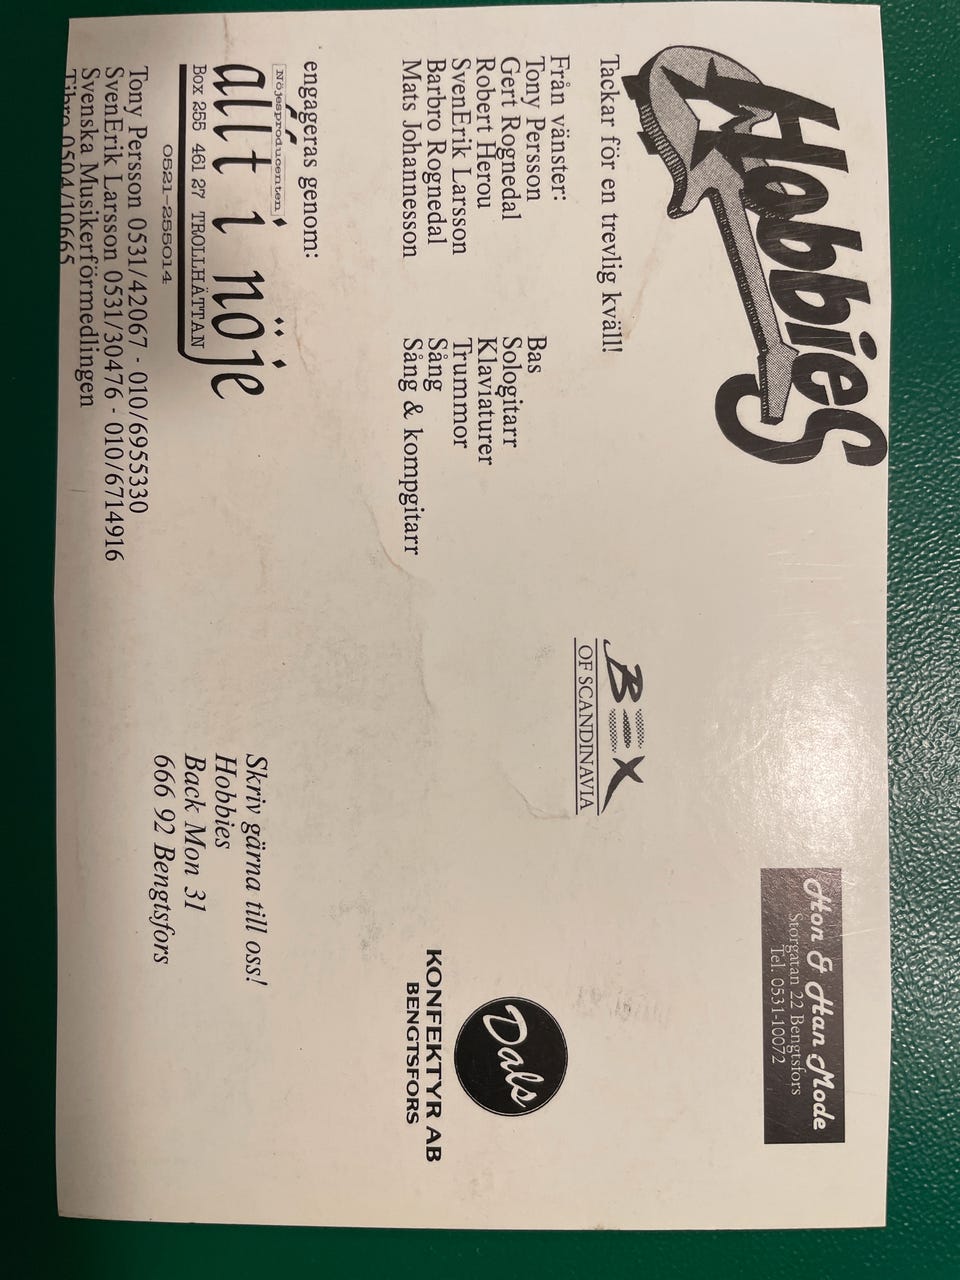 Hobbies
Tackar för en trevlig kväll!
Från vänster:
Tony Persson Bas
Gert Rognedal Sologitarr
Robert Herou Klaviaturer
SvenErik Larsson Trummor
Barbro Rognedal Sång
Mats Johannesson Sång & kompgitarr
engageras genom:
Nöjesproducenten
allt i nöje
Box 255 461 27 TROLLHÄTTAN
0521-255014
Tony Persson 0531/42067 - 010/6955330
SvenErik Larsson 0531/30476 - 010/6714916
Svenska Musikerförmedlingen
Tibro 0504/10665
Hon & Han Mode
Storgatan 22 Bengtsfors
Tel. 0531-10072
BEX
OF SCANDINAVIA
Dals
KONFEKTYR AB
BENGTSFORS
Skriv gärna till oss!
Hobbies
Back Mon 31
666 92 Bengtsfors